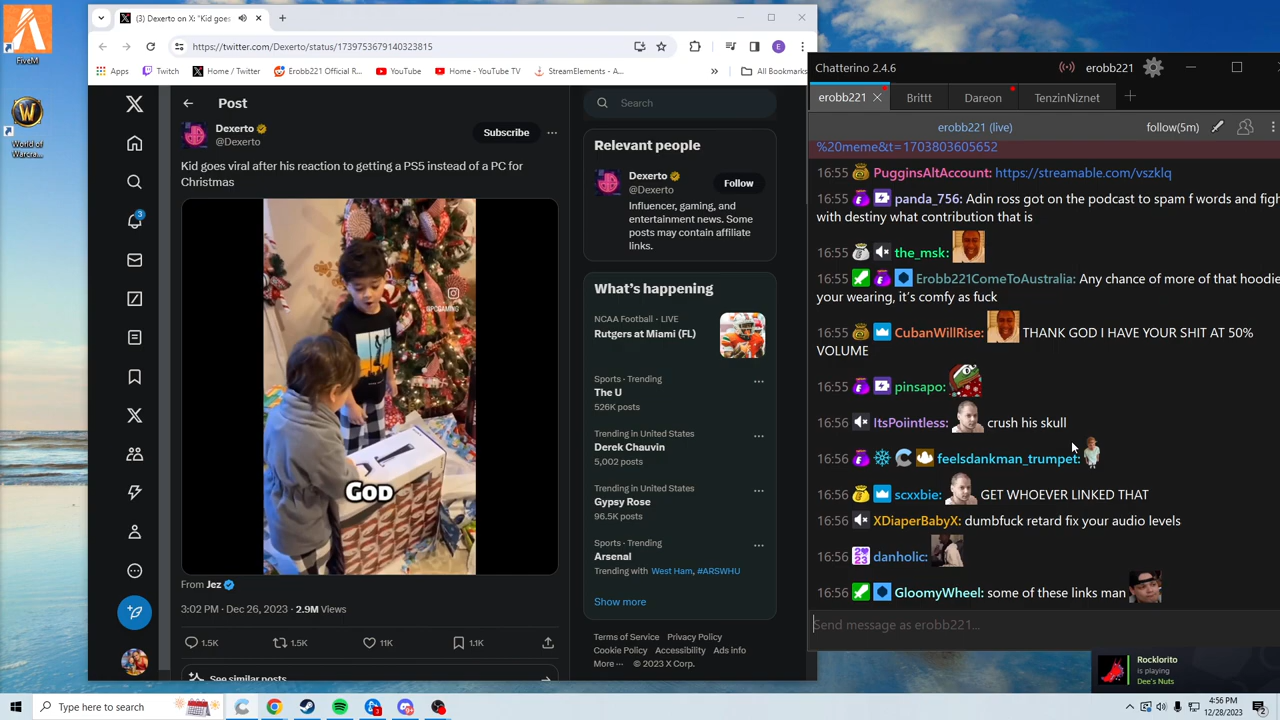 FiveM
World of
Warcra...
(3) Dexerto on X: "Kid goes
https://twitter.com/Dexerto/status/1739753679140323815
E
Apps
Twitch
Home / Twitter
Erobb221 Official R...
YouTube
Home - YouTube TV
StreamElements - A...
»
All Bookmarks
Post
Dexerto
@Dexerto
Subscribe
Kid goes viral after his reaction to getting a PS5 instead of a PC for
Christmas
GOD
From Jez
3:02 PM · Dec 26, 2023 · 2.9M Views
1.5K
1.5K
11K
1.1K
See similar posts
3
Search
Relevant people
Dexerto
@Dexerto
Follow
Influencer, gaming, and
entertainment news. Some
posts may contain affiliate
links.
What's happening
NCAA Football · LIVE
Rutgers at Miami (FL)
Sports · Trending
The U
526K posts
Trending in United States
Derek Chauvin
5,002 posts
Trending in United States
Gypsy Rose
96.5K posts
Sports · Trending
Arsenal
Trending with West Ham, #ARSWHU
Show more
Terms of Service Privacy Policy
Cookie Policy Accessibility Ads info
More ··· © 2023 X Corp.
Chatterino 2.4.6
erobb221
erobb221
Brittt
Dareon
TenzinNiznet
erobb221 (live)
follow(5m)
%20meme&t=1703803605652
16:55 PugginsAltAccount: https://streamable.com/vszklq
16:55 panda_756: Adin ross got on the podcast to spam f words and figh
with destiny what contribution that is
16:55 the_msk:
16:55 Erobb221ComeToAustralia: Any chance of more of that hoodie
your wearing, it's comfy as fuck
16:55 CubanWillRise: THANK GOD I HAVE YOUR SHIT AT 50%
VOLUME
16:55 pinsapo:
16:55 ItsPoiintless: crush his skull
16:56 feelsdankman_trumpet:
16:56 scxxbie: GET WHOEVER LINKED THAT
16:56 XDiaperBabyX: dumbfuck retard fix your audio levels
16:56 danholic:
16:56 GloomyWheel: some of these links man
Send message as erobb221...
Rocklorito
is playing
Dee's Nuts
Type here to search
4:56 PM
12/28/2023
2